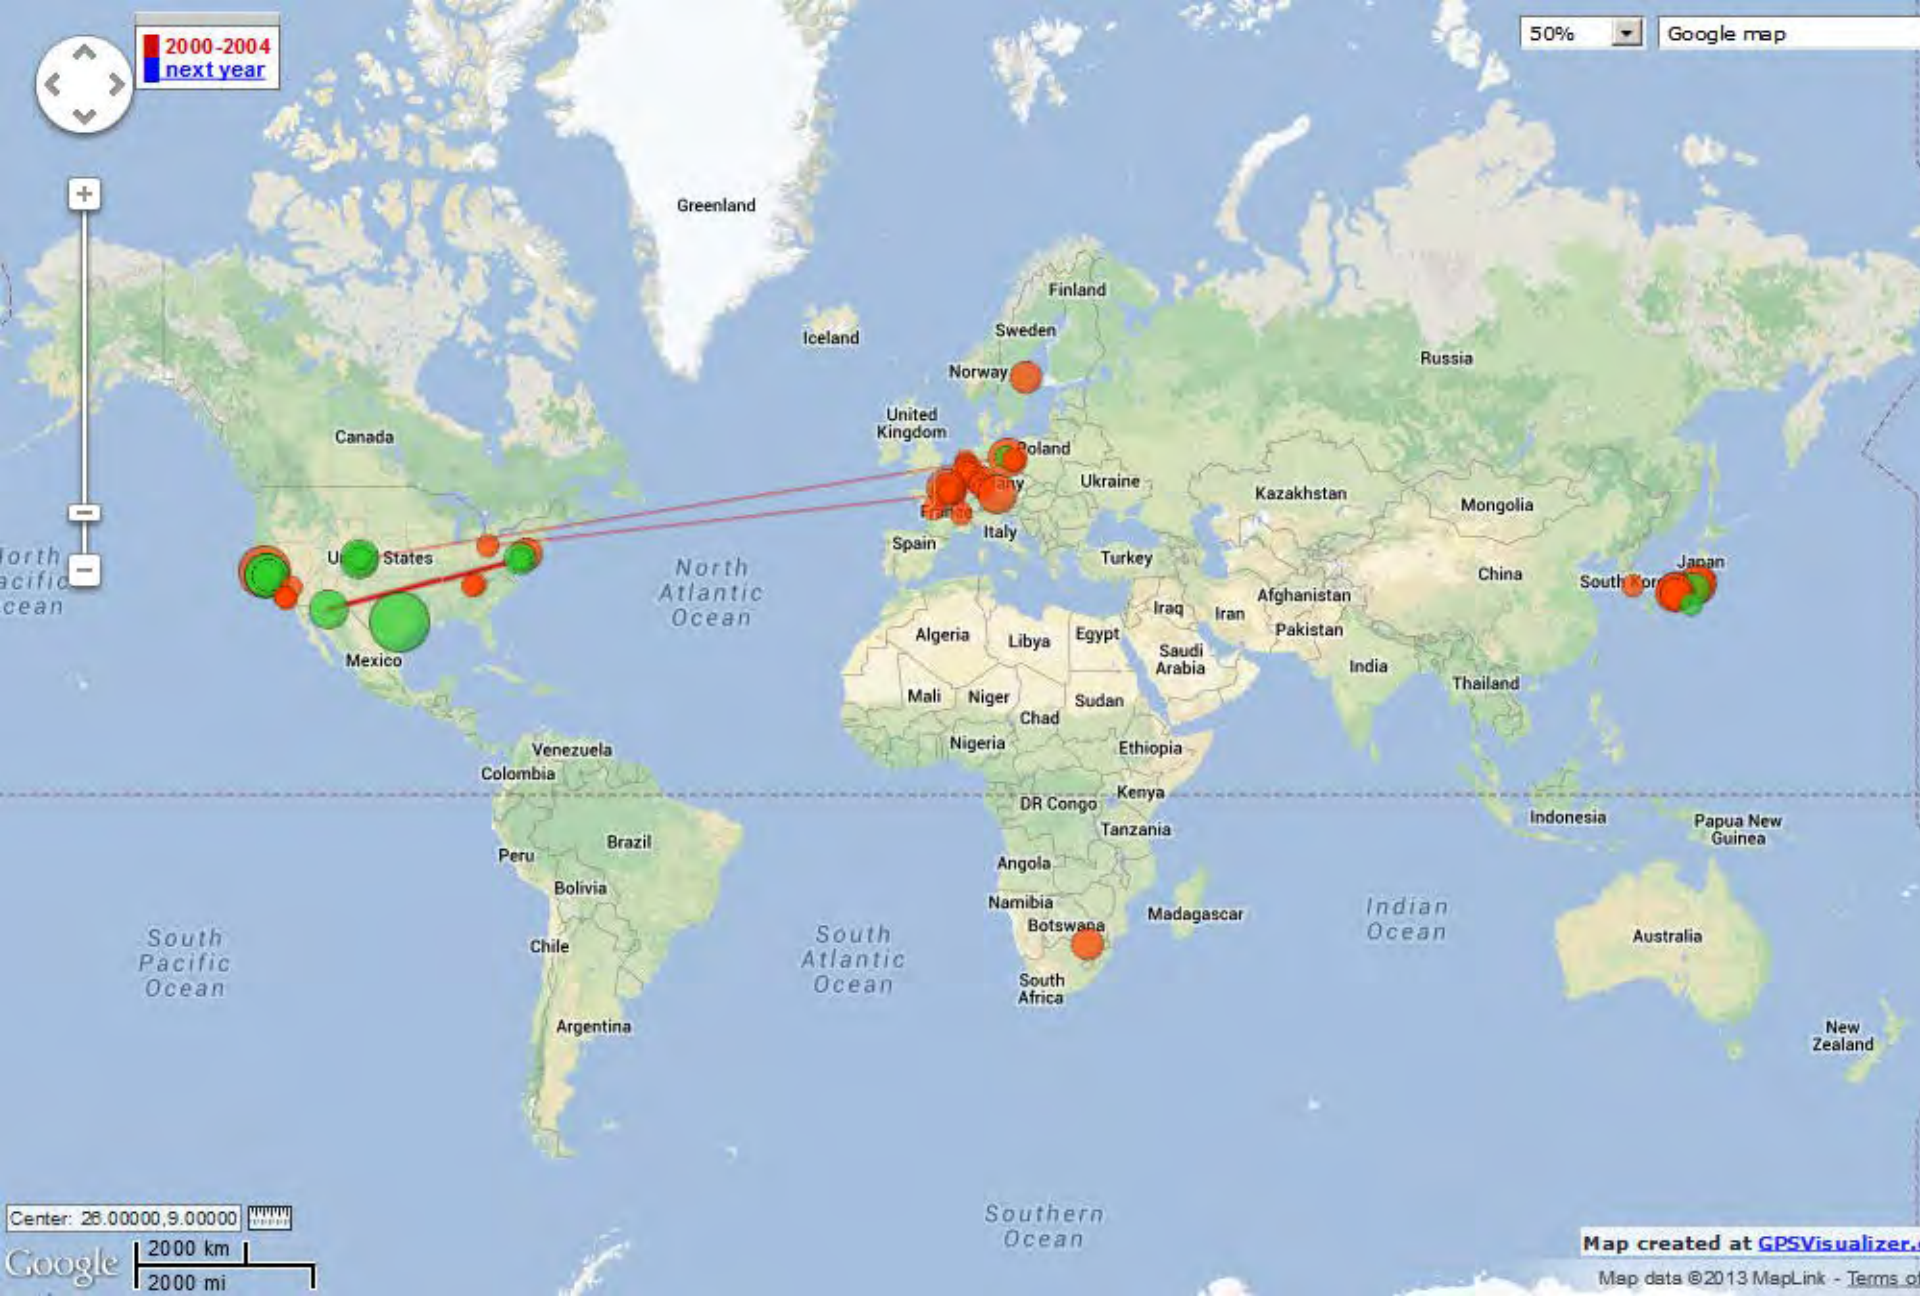 2000-2004
next year
50%
Google map
+
Greenland
Finland
Iceland
Sweden
Russia
Norway
United
Kingdom
Canada
Poland
Ukraine
Kazakhstan
Mongolia
France
Italy
Spain
States
Turkey
Japan
China
North
Atlantic
Ocean
Afghanistan
Iraq
Iran
Pakistan
Algeria
Libya
Egypt
Saudi
Arabia
Mexico
India
Thailand
Mali
Niger
Sudan
Chad
Nigeria
Ethiopia
Venezuela
Colombia
Kenya
DR Congo
Tanzania
Indonesia
Papua New
Guinea
Brazil
Peru
Angola
Bolivia
Namibia
Botswana
Madagascar
Indian
Ocean
Australia
South
Pacific
Ocean
Chile
South
Atlantic
Ocean
South
Africa
Argentina
New
Zealand
Southern
Ocean
Center: 26.00000,9.00000
Google
2000 km
2000 mi
Map created at GPSVisualizer.
Map data ©2013 MapLink - Terms of